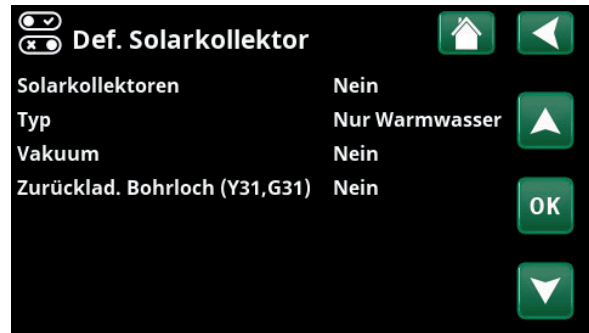 Def. Solarkollektor
Solarkollektoren Nein
Typ Nur Warmwasser
Vakuum Nein
Zurücklad. Bohrloch (Y31,G31) Nein
OK